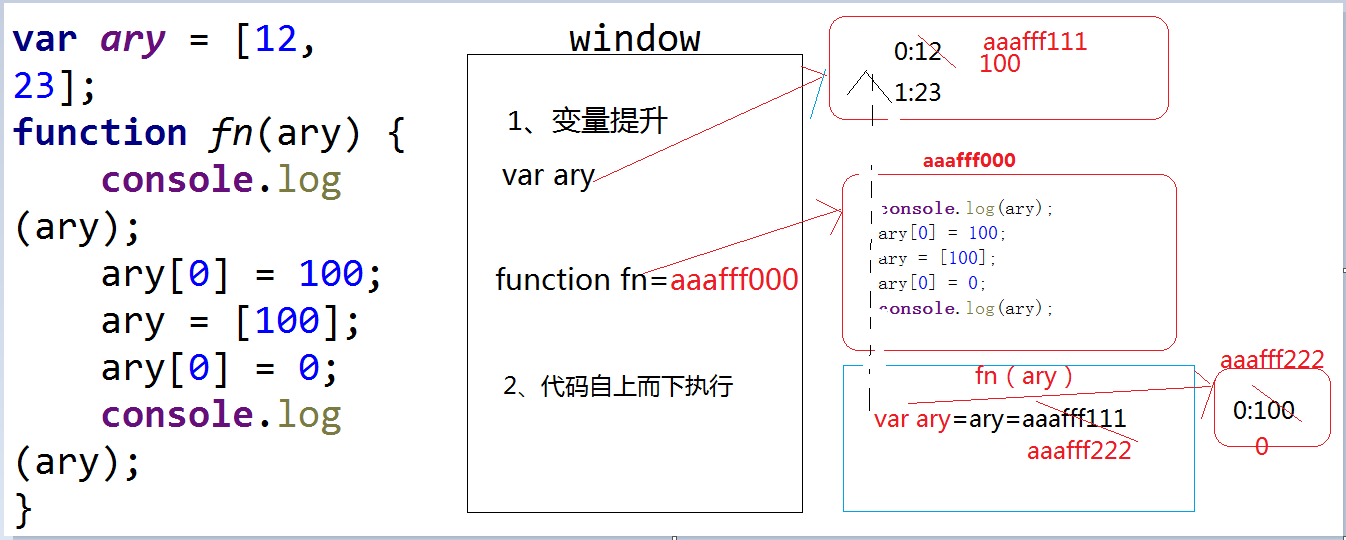 var ary = [12,
23];
function fn(ary) {
console.log
(ary);
ary[0] = 100;
ary = [100];
ary[0] = 0;
console.log
(ary);
}
window
1、变量提升
var ary
function fn=aaafff000
2、代码自上而下执行
0:12
aaafff111
100
1:23
aaafff000
console.log(ary);
ary[0] = 100;
ary = [100];
ary[0] = 0;
console.log(ary);
fn（ary）
var ary=ary=aaafff111
aaafff222
aaafff222
0:100
0